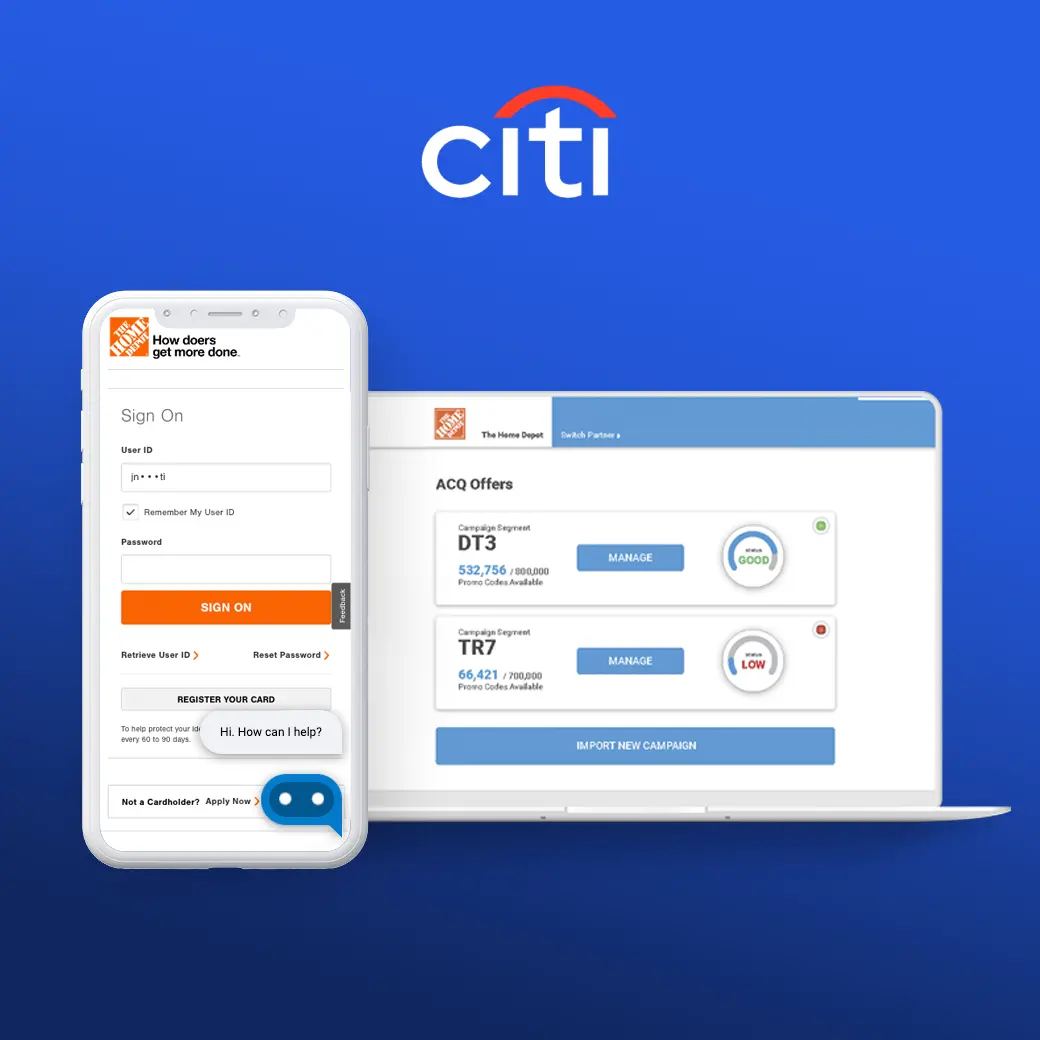 citi
THE HOME DEPOT
How doers
get more done.
Sign On
User ID
jn•••ti
Remember My User ID
Password
SIGN ON
Feedback
Retrieve User ID
Reset Password
REGISTER YOUR CARD
To help protect your ide
every 60 to 90 days.
Hi. How can I help?
Not a Cardholder? Apply Now
THE HOME DEPOT
The Home Depot
Switch Partner
ACQ Offers
Campaign Segment
DT3
532,756 / 800,000
Promo Codes Available
MANAGE
status
GOOD
Campaign Segment
TR7
66,421 / 700,000
Promo Codes Available
MANAGE
status
LOW
IMPORT NEW CAMPAIGN